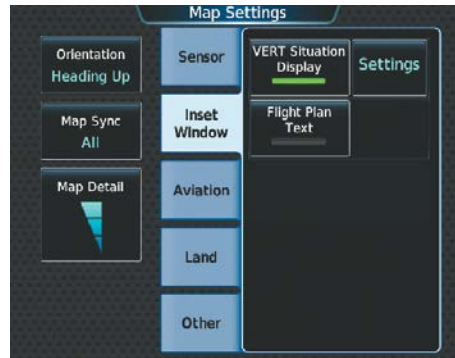 Map Settings
Orientation
Heading Up
Map Sync
All
Map Detail
Sensor
Inset
Window
Aviation
Land
Other
VERT Situation
Display
Settings
Flight Plan
Text